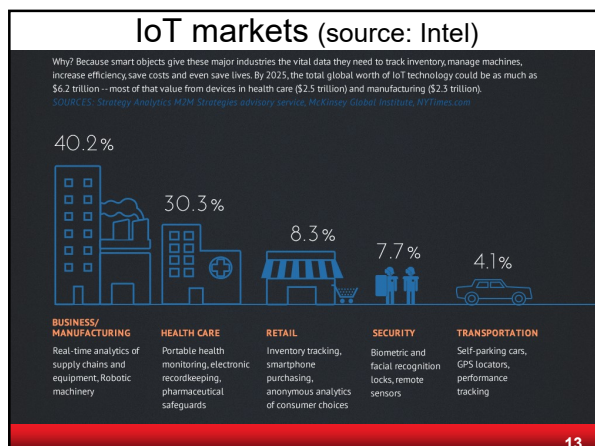 IoT markets (source: Intel)
Why? Because smart objects give these major industries the vital data they need to track inventory, manage machines,
increase efficiency, save costs and even save lives. By 2025, the total global worth of IoT technology could be as much as
$6.2 trillion -- most of that value from devices in health care ($2.5 trillion) and manufacturing ($2.3 trillion).
SOURCES: Strategy Analytics M2M Strategies advisory service, McKinsey Global Institute, NYTimes.com
40.2%
30.3%
8.3%
7.7%
4.1%
BUSINESS/
MANUFACTURING
Real-time analytics of
supply chains and
equipment, Robotic
machinery
HEALTH CARE
Portable health
monitoring, electronic
recordkeeping,
pharmaceutical
safeguards
RETAIL
Inventory tracking,
smartphone
purchasing,
anonymous analytics
of consumer choices
SECURITY
Biometric and
facial recognition
locks, remote
sensors
TRANSPORTATION
Self-parking cars,
GPS locators,
performance
tracking
13